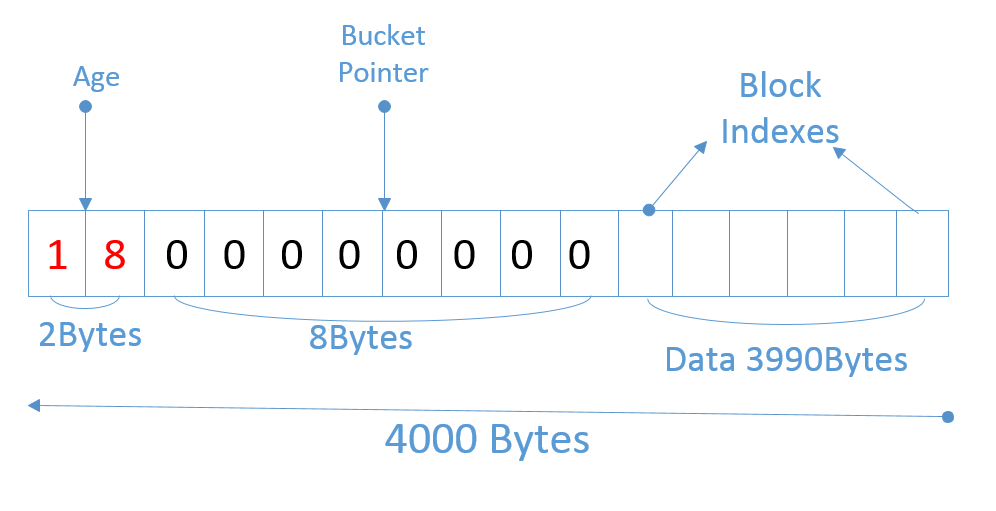 Age
Bucket
Pointer
Block
Indexes
1 8 0 0 0 0 0 0 0 0
2Bytes
8Bytes
Data 3990Bytes
4000 Bytes